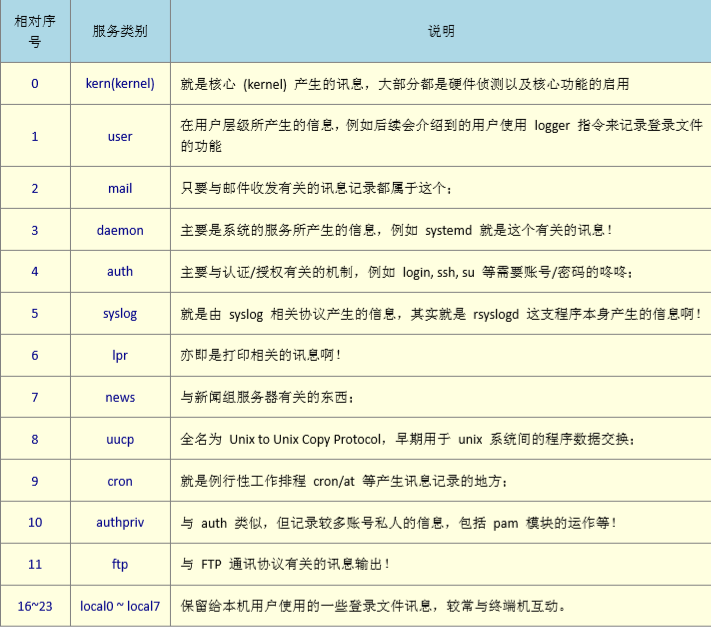 相对序
号
服务类别
说明
0
kern(kernel)
就是核心 (kernel) 产生的讯息，大部分都是硬件侦测以及核心功能的启用
1
user
在用户层级所产生的信息，例如后续会介绍到的用户使用 logger 指令来记录登录文件
的功能
2
mail
只要与邮件收发有关的讯息记录都属于这个；
3
daemon
主要是系统的服务所产生的信息，例如 systemd 就是这个有关的讯息！
4
auth
主要与认证/授权有关的机制，例如 login, ssh, su 等需要账号/密码的咚咚；
5
syslog
就是由 syslog 相关协议产生的信息，其实就是 rsyslogd 这支程序本身产生的信息啊！
6
lpr
亦即是打印相关的讯息啊！
7
news
与新闻组服务器有关的东西；
8
uucp
全名为 Unix to Unix Copy Protocol，早期用于 unix 系统间的程序数据交换；
9
cron
就是例行性工作排程 cron/at 等产生讯息记录的地方；
10
authpriv
与 auth 类似，但记录较多账号私人的信息，包括 pam 模块的运作等！
11
ftp
与 FTP 通讯协议有关的讯息输出！
16~23
local0 ~ local7
保留给本机用户使用的一些登录文件讯息，较常与终端机互动。